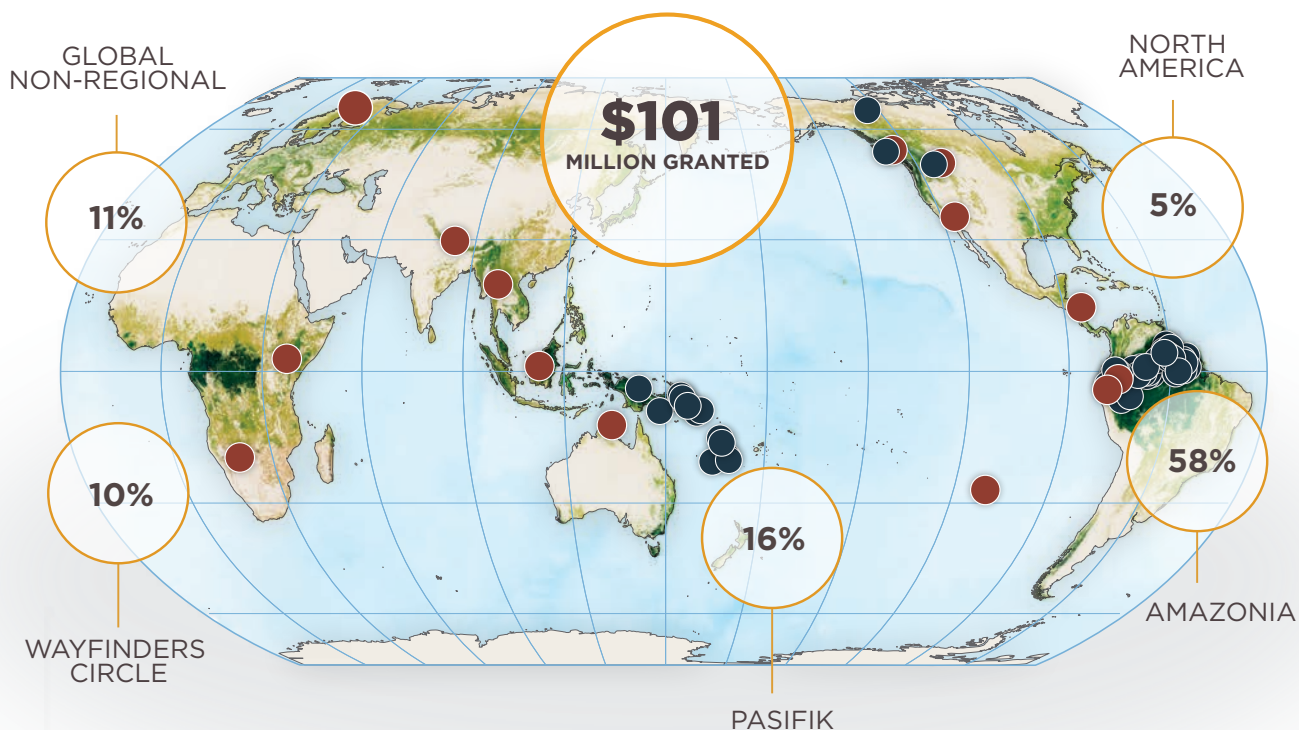 GLOBAL
NON-REGIONAL
11%
$101
MILLION GRANTED
NORTH
AMERICA
5%
10%
WAYFINDERS
CIRCLE
16%
PASIFIK
58%
AMAZONIA